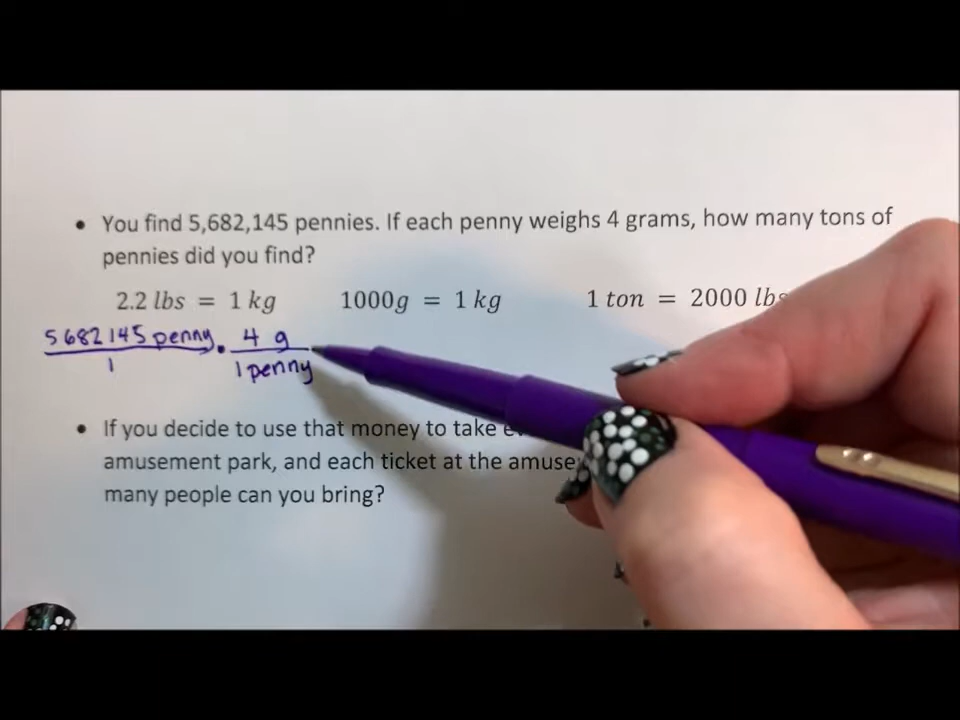 • You find 5,682,145 pennies. If each penny weighs 4 grams, how many tons of
pennies did you find?
2.2 lbs = 1 kg 1000g = 1 kg 1 ton = 2000 lbs
5682145 penny . 4 g
1 1 penny
• If you decide to use that money to take
amusement park, and each ticket at the
many people can you bring?